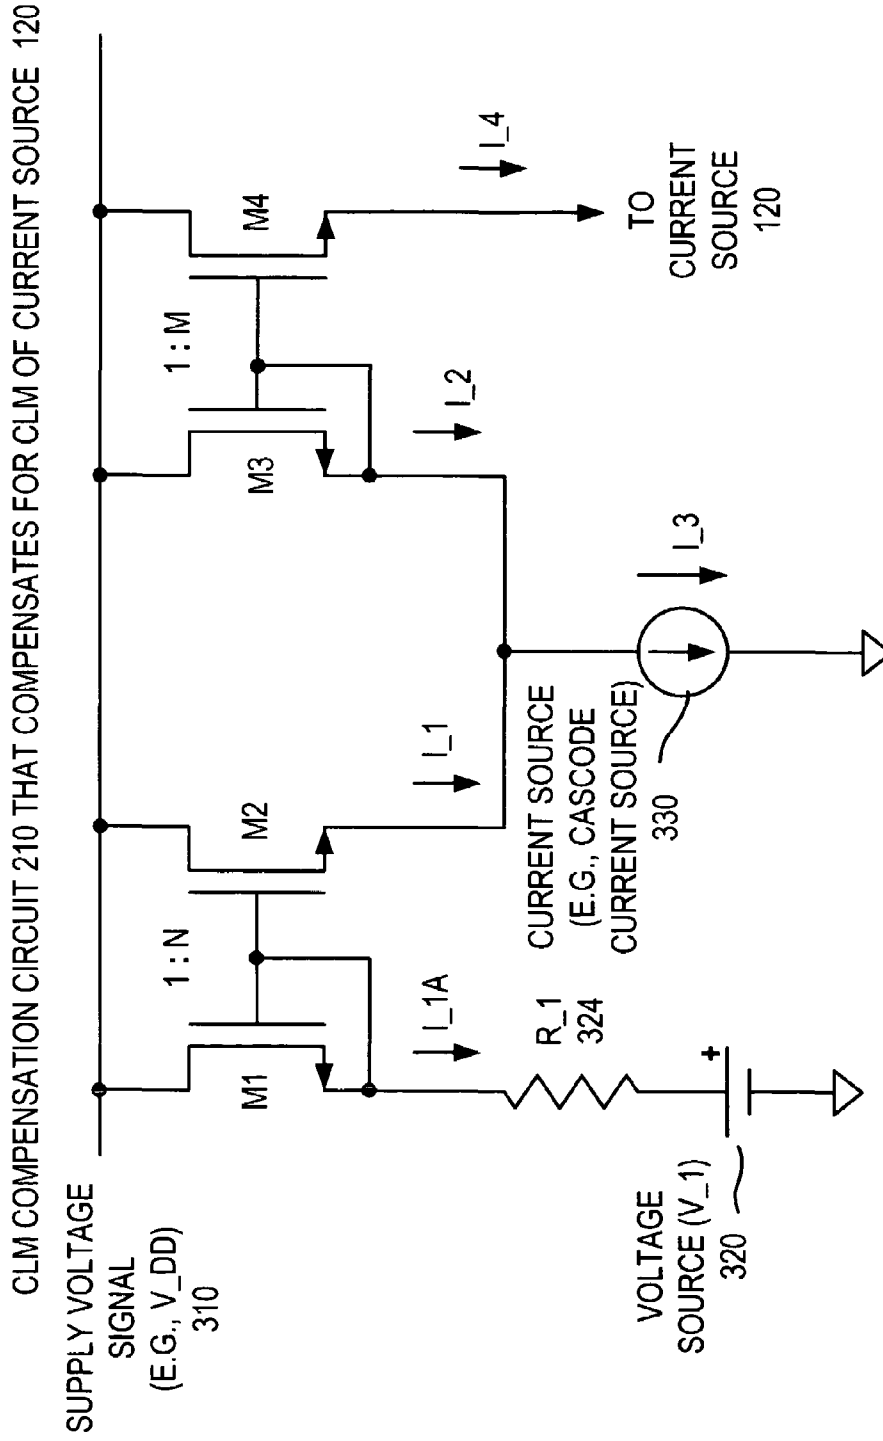 CLM COMPENSATION CIRCUIT 210 THAT COMPENSATES FOR CLM OF CURRENT SOURCE 120
SUPPLY VOLTAGE
SIGNAL
(E.G., V_DD)
310
M1
1 : N
M2
M3
1 : M
M4
I_1A
I_1
I_2
I_4
R_1
324
VOLTAGE
SOURCE (V_1)
320
+
CURRENT SOURCE
(E.G., CASCODE
CURRENT SOURCE)
330
I_3
TO
CURRENT
SOURCE
120